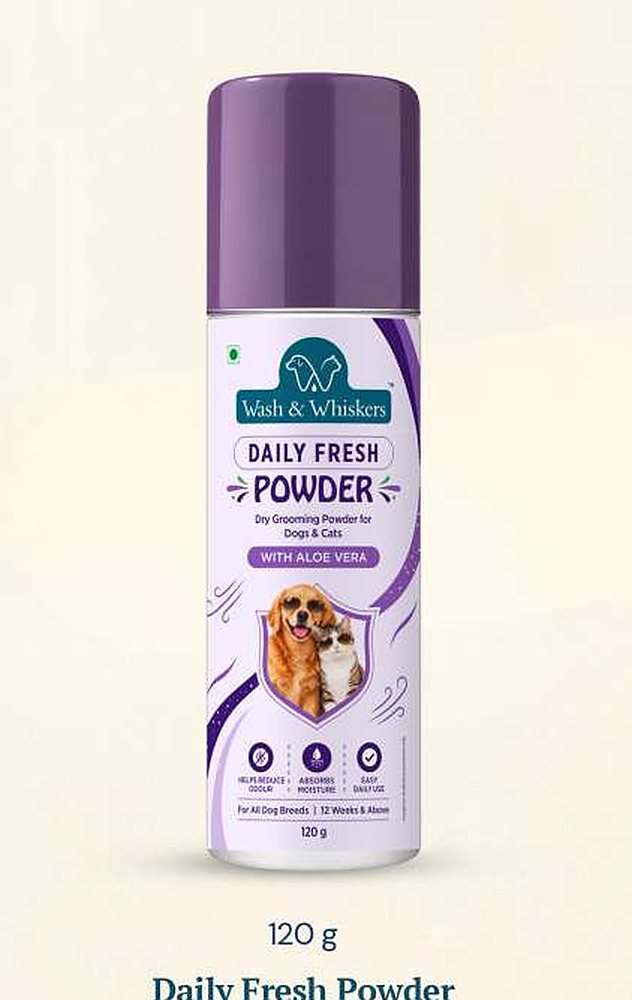 Wash & Whiskers
DAILY FRESH
POWDER
Dry Grooming Powder for
Dogs & Cats
WITH ALOE VERA
HELPS REDUCE
ODOUR
ABSORBS
MOISTURE
EASY
DAILY USE
For All Dog Breeds | 12 Weeks & Above
120 g
120 g
Daily Fresh Powder